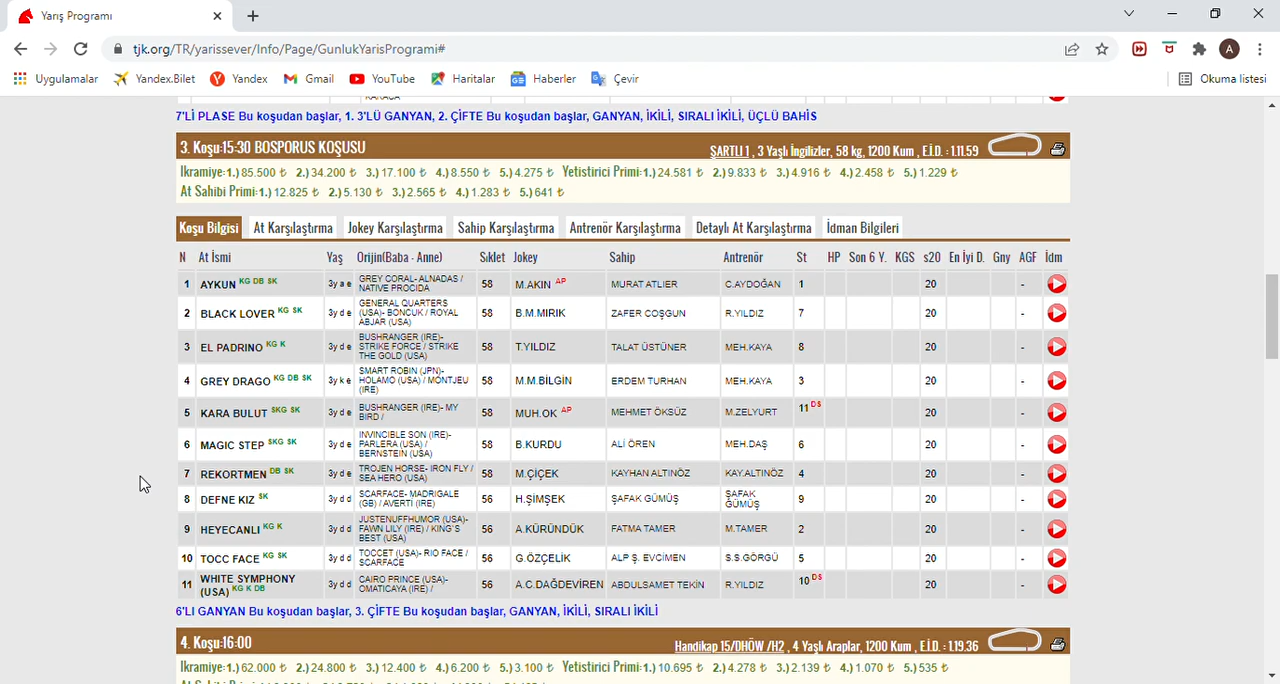 Yarış Programı
tjk.org/TR/yarissever/Info/Page/GunlukYarisProgrami#
A
Uygulamalar Yandex.Bilet Yandex Gmail YouTube Haritalar Haberler Çevir Okuma listesi
7'Lİ PLASE Bu koşudan başlar, 1. 3'LÜ GANYAN, 2. ÇİFTE Bu koşudan başlar, GANYAN, İKİLİ, SIRALI İKİLİ, ÜÇLÜ BAHİS
3. Koşu:15:30 BOSPORUS KOŞUSU ŞARTLI 1 , 3 Yaşlı İngilizler, 58 kg, 1200 Kum , E.İ.D. : 1.11.59
İkramiye:1.) 85.500 ₺ 2.) 34.200 ₺ 3.) 17.100 ₺ 4.) 8.550 ₺ 5.) 4.275 ₺ Yetistirici Primi:1.) 24.581 ₺ 2.) 9.833 ₺ 3.) 4.916 ₺ 4.) 2.458 ₺ 5.) 1.229 ₺
At Sahibi Primi:1.) 12.825 ₺ 2.) 5.130 ₺ 3.) 2.565 ₺ 4.) 1.283 ₺ 5.) 641 ₺
Koşu Bilgisi At Karşılaştırma Jokey Karşılaştırma Sahip Karşılaştırma Antrenör Karşılaştırma Detaylı At Karşılaştırma İdman Bilgileri
N At İsmi Yaş Orijin(Baba - Anne) Sıklet Jokey Sahip Antrenör St HP Son 6 Y. KGS s20 En İyi D. Gny AGF İdm
1 AYKUN KG DB SK 3y a e GREY CORAL- ALNADAS / NATIVE PROCIDA 58 M.AKIN AP MURAT ATLIER C.AYDOĞAN 1 20 -
2 BLACK LOVER KG SK 3y d e GENERAL QUARTERS (USA)- BONCUK / ROYAL ABJAR (USA) 58 B.M.MIRIK ZAFER COŞGUN R.YILDIZ 7 20 -
3 EL PADRINO KG K 3y d e BUSHRANGER (IRE)- STRIKE FORCE / STRIKE THE GOLD (USA) 58 T.YILDIZ TALAT ÜSTÜNER MEH.KAYA 8 20 -
4 GREY DRAGO KG DB SK 3y k e SMART ROBIN (JPN)- HOLAMO (USA) / MONTJEU (IRE) 58 M.M.BİLGİN ERDEM TURHAN MEH.KAYA 3 20 -
5 KARA BULUT SKG SK 3y d e BUSHRANGER (IRE)- MY BIRD / 58 MUH.OK AP MEHMET ÖKSÜZ M.ZELYURT 11 DS 20 -
6 MAGIC STEP SKG SK 3y d e INVINCIBLE SON (IRE)- PARLERA (USA) / BERNSTEIN (USA) 58 B.KURDU ALİ ÖREN MEH.DAŞ 6 20 -
7 REKORTMEN DB SK 3y d e TROJEN HORSE- IRON FLY / SEA HERO (USA) 58 M.ÇİÇEK KAYHAN ALTINÖZ KAY.ALTINÖZ 4 20 -
8 DEFNE KIZ SK 3y d d SCARFACE- MADRIGALE (GB) / AVERTI (IRE) 56 H.ŞİMŞEK ŞAFAK GÜMÜŞ ŞAFAK GÜMÜŞ 9 20 -
9 HEYECANLI KG K 3y d d JUSTENUFFHUMOR (USA)- FAWN LILY (IRE) / KING'S BEST (USA) 56 A.KÜRÜNDÜK FATMA TAMER M.TAMER 2 20 -
10 TOCC FACE KG SK 3y d d TOCCET (USA)- RIO FACE / SCARFACE 56 G.ÖZÇELİK ALP Ş. EVCİMEN S.S.GÖRGÜ 5 20 -
11 WHITE SYMPHONY (USA) KG K DB 3y d d CAIRO PRINCE (USA)- OMATICAYA (IRE) / 56 A.C.DAĞDEVİREN ABDULSAMET TEKİN R.YILDIZ 10 DS 20 -
6'LI GANYAN Bu koşudan başlar, 3. ÇİFTE Bu koşudan başlar, GANYAN, İKİLİ, SIRALI İKİLİ
4. Koşu:16:00 Handikap 15/DHÖW /H2 , 4 Yaşlı Araplar, 1200 Kum , E.İ.D. : 1.19.36
İkramiye:1.) 62.000 ₺ 2.) 24.800 ₺ 3.) 12.400 ₺ 4.) 6.200 ₺ 5.) 3.100 ₺ Yetistirici Primi:1.) 10.695 ₺ 2.) 4.278 ₺ 3.) 2.139 ₺ 4.) 1.070 ₺ 5.) 535 ₺